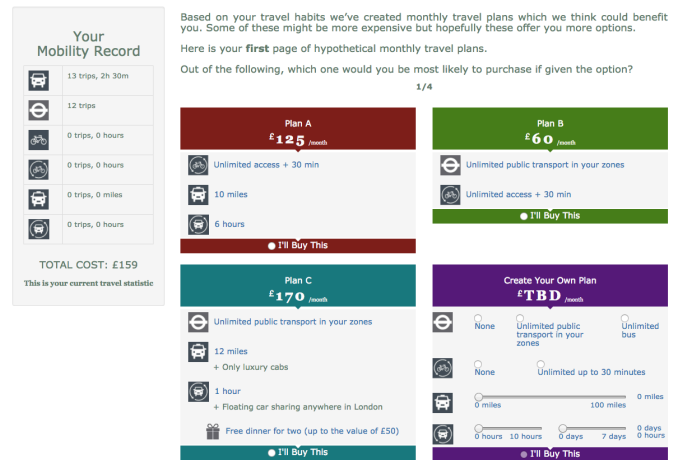 Your
Mobility Record
13 trips, 2h 30m
12 trips
0 trips, 0 hours
0 trips, 0 hours
0 trips, 0 miles
0 trips, 0 hours
TOTAL COST: £159
This is your current travel statistic
Based on your travel habits we've created monthly travel plans which we think could benefit
you. Some of these might be more expensive but hopefully these offer you more options.
Here is your first page of hypothetical monthly travel plans.
Out of the following, which one would you be most likely to purchase if given the option?
1/4
Plan A
£125 /month
Unlimited access + 30 min
10 miles
6 hours
I'll Buy This
Plan B
£60 /month
Unlimited public transport in your zones
Unlimited access + 30 min
I'll Buy This
Plan C
£170 /month
Unlimited public transport in your zones
12 miles
+ Only luxury cabs
1 hour
+ Floating car sharing anywhere in London
Free dinner for two (up to the value of £50)
I'll Buy This
Create Your Own Plan
£TBD /month
None
Unlimited public
transport in your
zones
Unlimited
bus
None
Unlimited up to 30 minutes
0 miles
100 miles
0 miles
0 hours
10 hours
0 days
7 days
0 days
0 hours
I'll Buy This